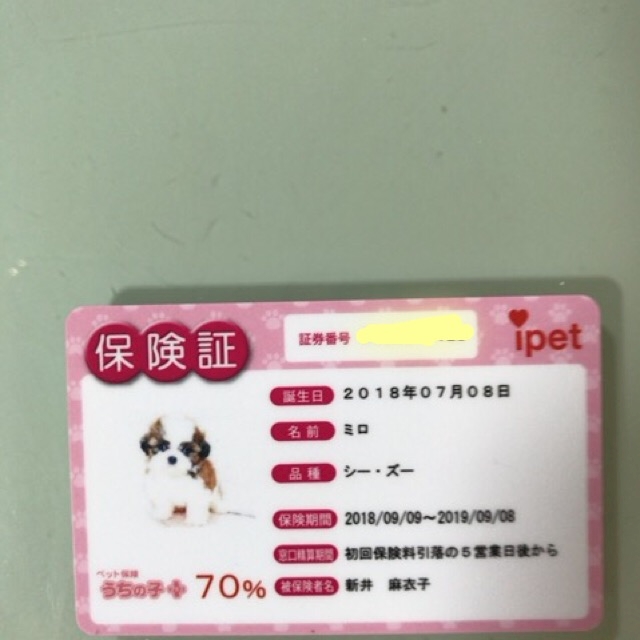 保険証
証券番号
ipet
誕生日 2018年07月08日
名前 ミロ
品種 シー・ズー
保険期間 2018/09/09～2019/09/08
窓口精算期間 初回保険料引落の5営業日後から
ペット保険
うちの子+ 70%
被保険者名 新井 麻衣子